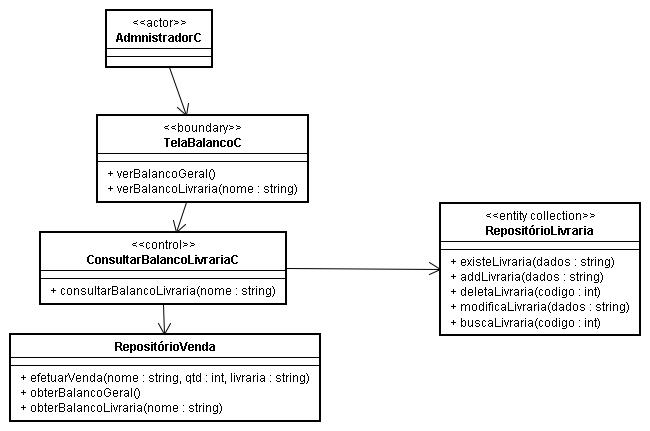 <<actor>>
AdmnistradorC
<<boundary>>
TelaBalancoC
+ verBalancoGeral()
+ verBalancoLivraria(nome : string)
<<control>>
ConsultarBalancoLivrariaC
+ consultarBalancoLivraria(nome : string)
<<entity collection>>
RepositórioLivraria
+ existeLivraria(dados : string)
+ addLivraria(dados : string)
+ deletaLivraria(codigo : int)
+ modificaLivraria(dados : string)
+ buscaLivraria(codigo : int)
RepositórioVenda
+ efetuarVenda(nome : string, qtd : int, livraria : string)
+ obterBalancoGeral()
+ obterBalancoLivraria(nome : string)